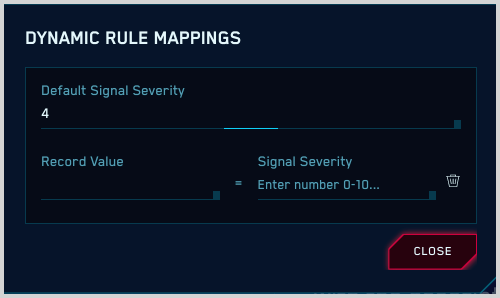 DYNAMIC RULE MAPPINGS
Default Signal Severity
4
Record Value
Signal Severity
=
Enter number 0-10...
CLOSE